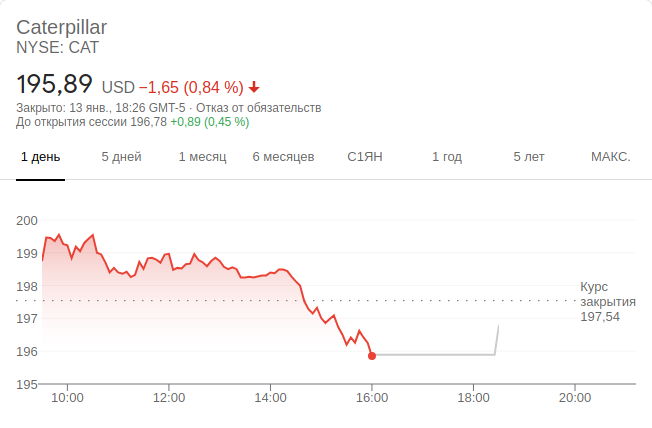 Caterpillar
NYSE: CAT
195,89 USD −1,65 (0,84 %)
Закрыто: 13 янв., 18:26 GMT-5 · Отказ от обязательств
До открытия сессии 196,78 +0,89 (0,45 %)
1 день 5 дней 1 месяц 6 месяцев С1ЯН 1 год 5 лет МАКС.
200
199
198
197
196
195
Курс
закрытия
197,54
10:00 12:00 14:00 16:00 18:00 20:00